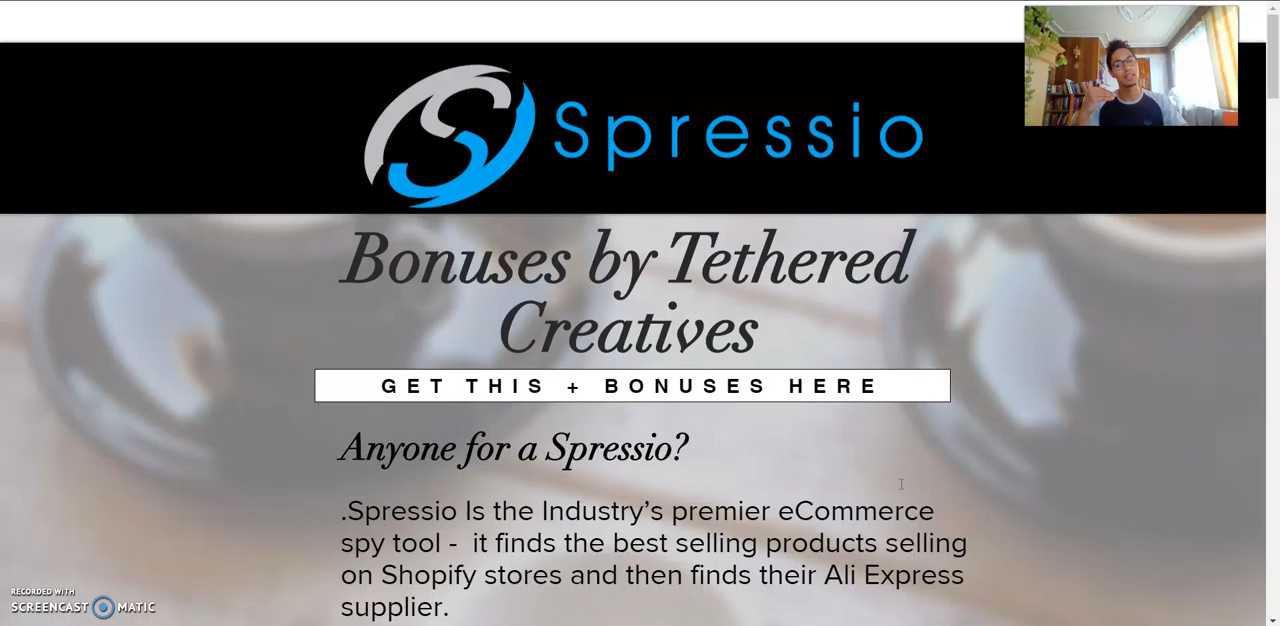 Spressio
Bonuses by Tethered
Creatives
GET THIS + BONUSES HERE
Anyone for a Spressio?
.Spressio Is the Industry’s premier eCommerce
spy tool -  it finds the best selling products selling
on Shopify stores and then finds their Ali Express
supplier.
RECORDED WITH
SCREENCAST MATIC